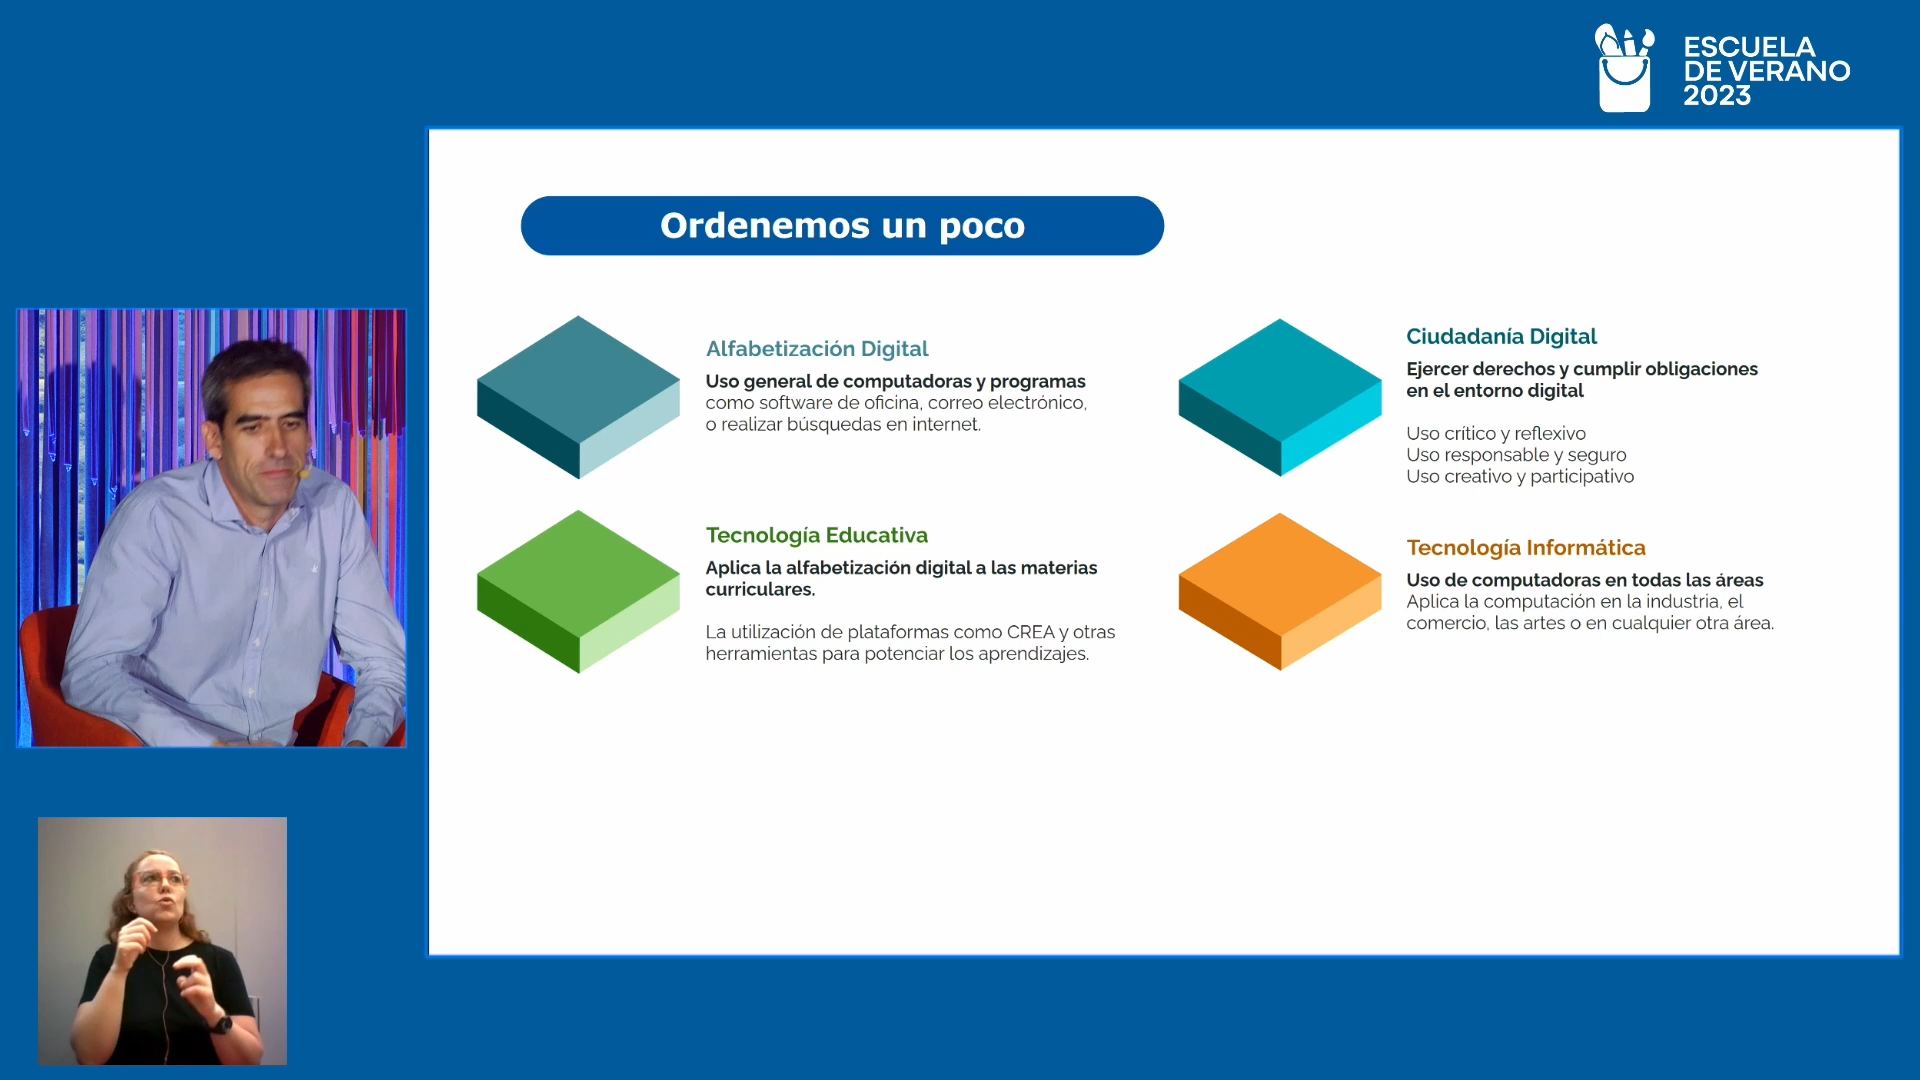 ESCUELA
DE VERANO
2023
Ordenemos un poco
Alfabetización Digital
Uso general de computadoras y programas
como software de oficina, correo electrónico,
o realizar búsquedas en internet.
Ciudadanía Digital
Ejercer derechos y cumplir obligaciones
en el entorno digital
Uso crítico y reflexivo
Uso responsable y seguro
Uso creativo y participativo
Tecnología Educativa
Aplica la alfabetización digital a las materias
curriculares.
La utilización de plataformas como CREA y otras
herramientas para potenciar los aprendizajes.
Tecnología Informática
Uso de computadoras en todas las áreas
Aplica la computación en la industria, el
comercio, las artes o en cualquier otra área.